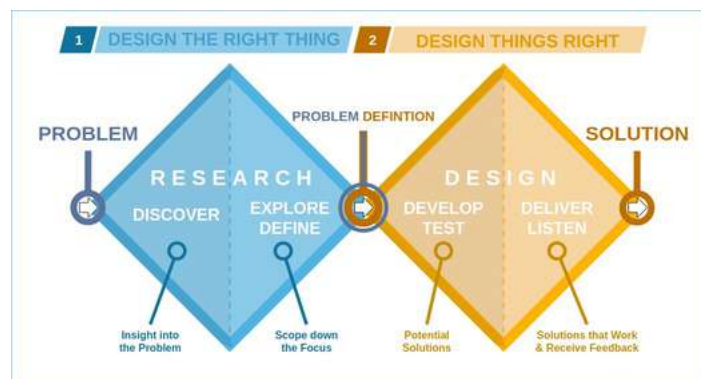 1 DESIGN THE RIGHT THING
2 DESIGN THINGS RIGHT
PROBLEM
PROBLEM DEFINTION
SOLUTION
RESEARCH
DISCOVER
EXPLORE
DEFINE
DESIGN
DEVELOP
TEST
DELIVER
LISTEN
Insight into
the Problem
Scope down
the Focus
Potential
Solutions
Solutions that Work
& Receive Feedback